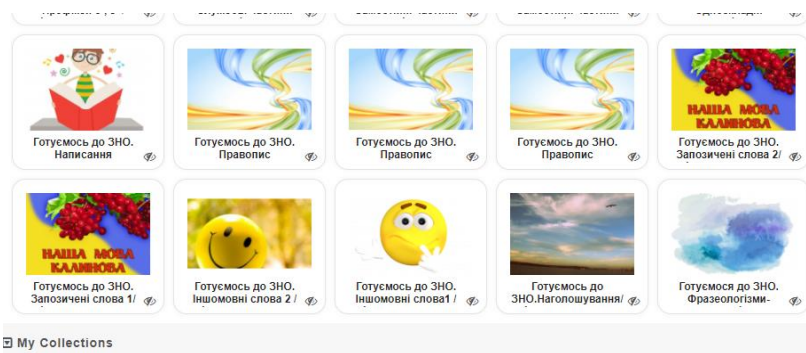 Готуємось до ЗНО.
Написання
Готуємось до ЗНО.
Правопис
Готуємось до ЗНО.
Правопис
Готуємось до ЗНО.
Правопис
НАША МОВА
КАЛИНОВА
Готуємось до ЗНО.
Запозичені слова 2/
НАША МОВА
КАЛИНОВА
Готуємось до ЗНО.
Запозичені слова 1/
Готуємось до ЗНО.
Іншомовні слова 2 /
Готуємось до ЗНО.
Іншомовні слова1 /
Готуємось до
ЗНО.Наголошування/
Готуємося до ЗНО.
Фразеологізми-
My Collections